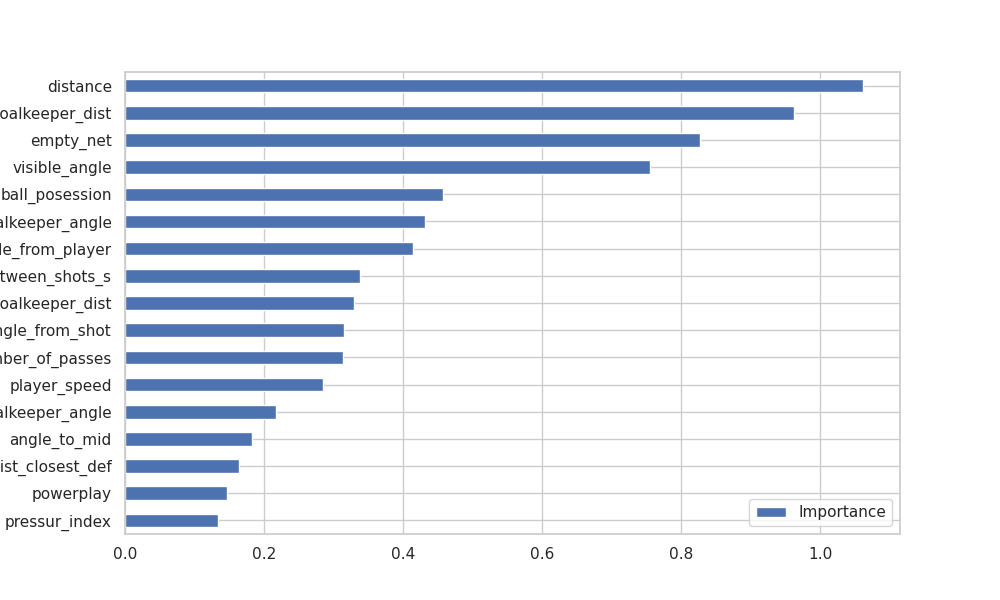 distance
oalkeeper_dist
empty_net
visible_angle
ball_posession
alkeeper_angle
le_from_player
tween_shots_s
oalkeeper_dist
ngle_from_shot
nber_of_passes
player_speed
alkeeper_angle
angle_to_mid
ist_closest_def
powerplay
pressur_index
Importance
0.0 0.2 0.4 0.6 0.8 1.0